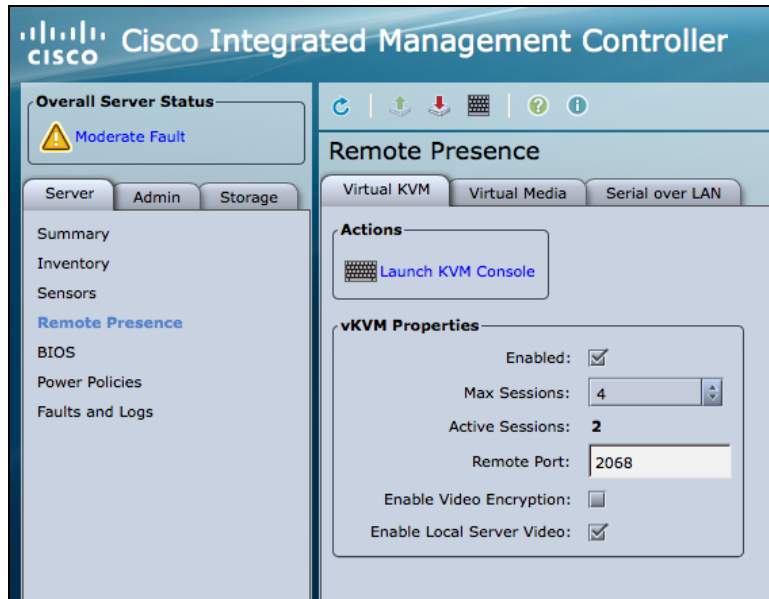 CISCO
Cisco Integrated Management Controller
Overall Server Status
Moderate Fault
Server Admin Storage
Summary
Inventory
Sensors
Remote Presence
BIOS
Power Policies
Faults and Logs
Remote Presence
Virtual KVM Virtual Media Serial over LAN
Actions
Launch KVM Console
vKVM Properties
Enabled:
Max Sessions: 4
Active Sessions: 2
Remote Port: 2068
Enable Video Encryption:
Enable Local Server Video: